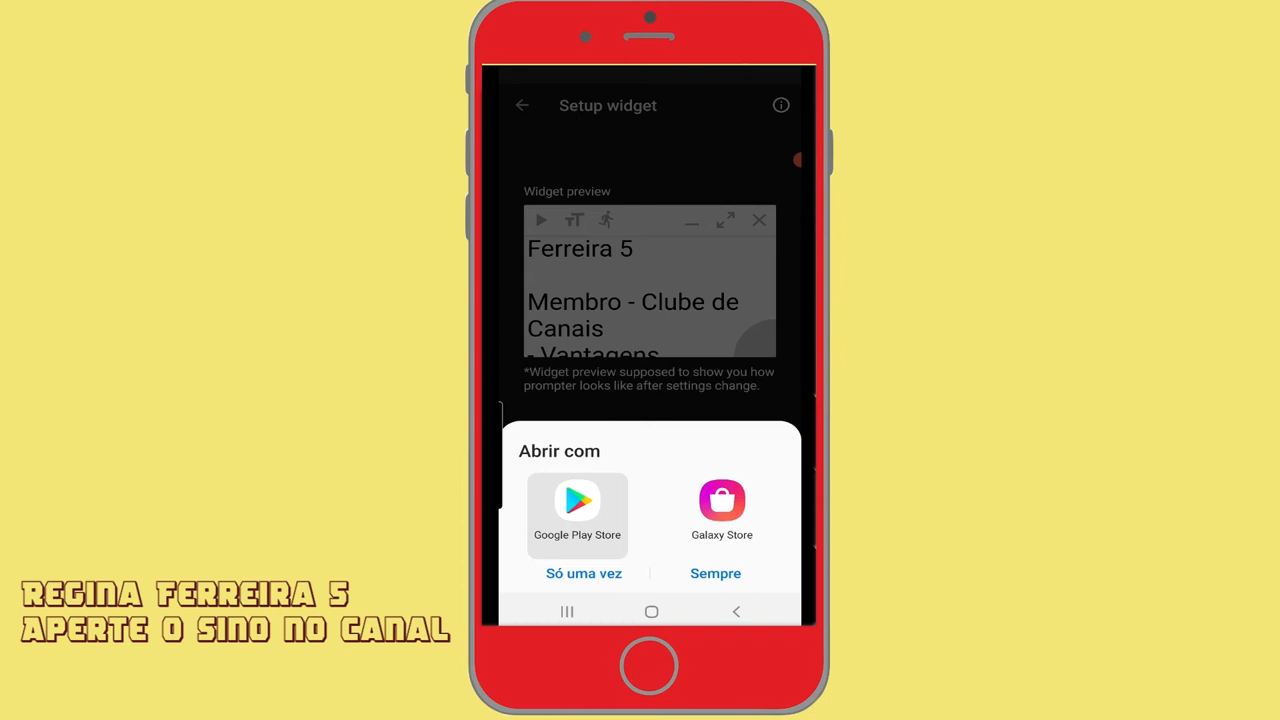 Setup widget
Widget preview
Ferreira 5
Membro - Clube de
Canais
- Vantagens
*Widget preview supposed to show you how
prompter looks like after settings change.
Abrir com
Google Play Store
Galaxy Store
Só uma vez
Sempre
REGINA FERREIRA 5
APERTE O SINO NO CANAL